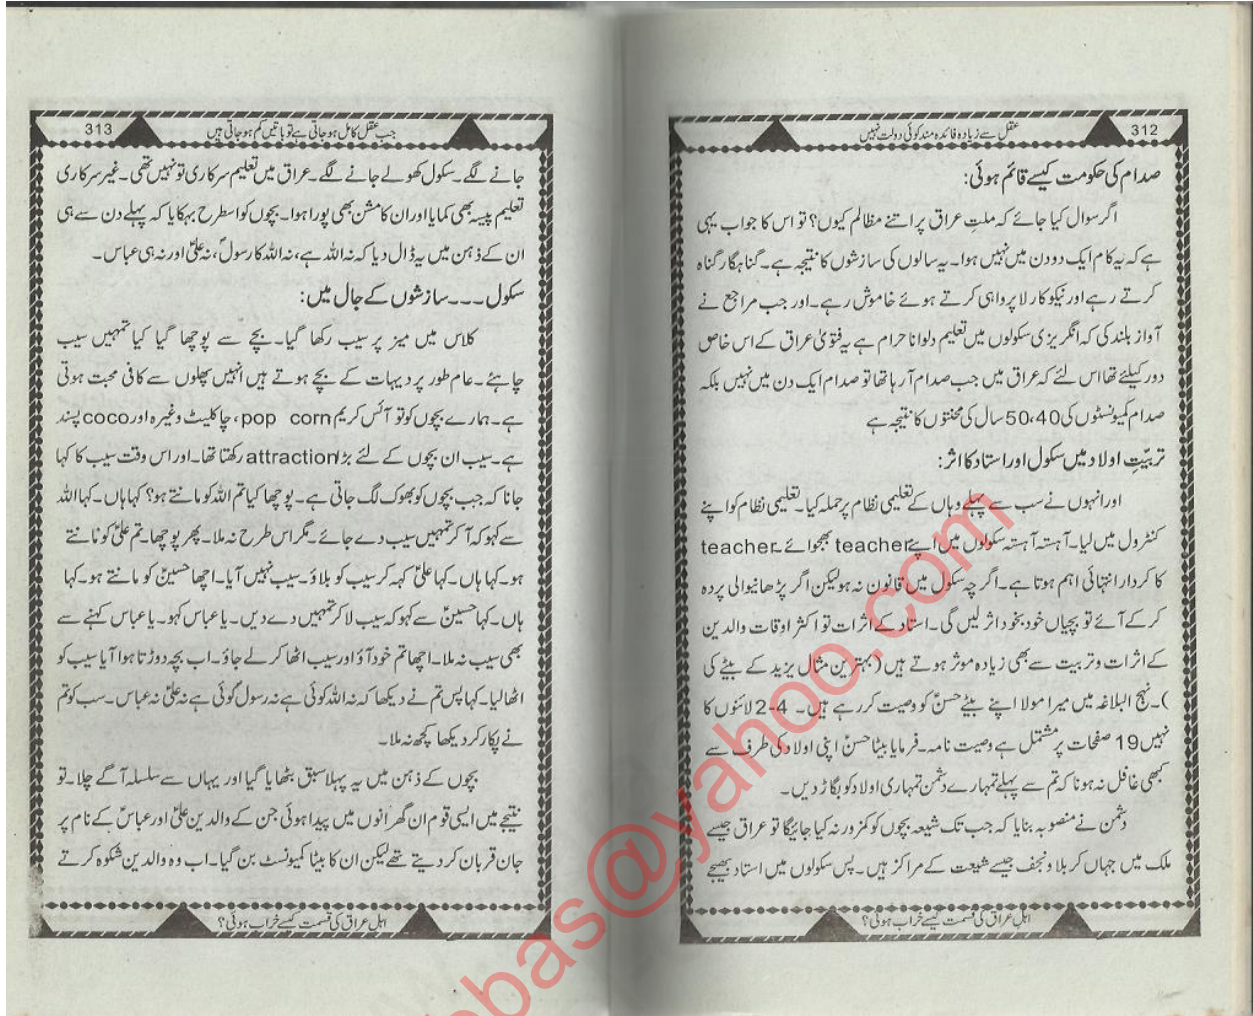 312
عقل سے زیادہ فائدہ مند کوئی دولت نہیں
صدام کی حکومت کیسے قائم ہوئی:
اگر سوال کیا جائے کہ ملتِ عراق پر اتنے مظالم کیوں؟ تو اس کا جواب یہی
ہے کہ یہ کام ایک دو دن میں نہیں ہوا۔ یہ سالوں کی سازشوں کا نتیجہ ہے۔ گناہگار گناہ
کرتے رہے اور نیکوکار لاپرواہی کرتے ہوئے خاموش رہے۔ اور جب مراجع نے
آواز بلند کی کہ انگریزی سکولوں میں تعلیم دلوانا حرام ہے یہ فتویٰ عراق کے اس خاص
دور کیلئے تھا اس لئے کہ عراق میں جب صدام آرہا تھا تو صدام ایک دن میں نہیں بلکہ
صدام کمیونسٹوں کی 40،50 سال کی محنتوں کا نتیجہ ہے
تربیّتِ اولاد میں سکول اور استاد کا اثر:
اور انہوں نے سب سے پہلے وہاں کے تعلیمی نظام پر حملہ کیا۔ تعلیمی نظام کو اپنے
کنٹرول میں لیا۔ آہستہ آہستہ سکولوں میں اپنے teacher بھجوائے۔ teacher
کا کردار انتہائی اہم ہوتا ہے۔ اگر چہ سکول میں قانون نہ ہو لیکن اگر پڑھانیوالی پردہ
کرکے آئے تو بچیاں خود بخود اثر لیں گی۔ استاد کے اثرات تو اکثر اوقات والدین
کے اثرات و تربیت سے بھی زیادہ موثر ہوتے ہیں (بہترین مثال یزید کے بیٹے کی
)۔ نہج البلاغہ میں میرا مولا اپنے بیٹے حسنؑ کو وصیت کررہے ہیں۔ 2-4 لائنوں کا
نہیں 19 صفحات پر مشتمل ہے وصیت نامہ۔ فرمایا بیٹا حسنؑ اپنی اولاد کی طرف سے
کبھی غافل نہ ہونا کہ تم سے پہلے تمہارے دشمن تمہاری اولاد کو بگاڑ دیں۔
دشمن نے منصوبہ بنایا کہ جب تک شیعہ بچوں کو کمزور نہ کیا جائیگا تو عراق جیسے
ملک میں جہاں کربلا و نجف جیسے شیعت کے مراکز ہیں۔ پس سکولوں میں استاد بھیجے
اہل عراق کی قسمت کیسے خراب ہوئی؟
313
جب عقل کامل ہوجاتی ہے تو باتیں کم ہوجاتی ہیں
جانے لگے۔ سکول کھولے جانے لگے۔ عراق میں تعلیم سرکاری تو نہیں تھی۔ غیر سرکاری
تعلیم پیسہ بھی کمایا اور ان کا مشن بھی پورا ہوا۔ بچوں کو اسطرح بہکایا کہ پہلے دن سے ہی
ان کے ذہن میں یہ ڈال دیا کہ نہ اللہ ہے، نہ اللہ کا رسولؐ، نہ علیؑ اور نہ ہی عباس۔
سکول۔۔۔سازشوں کے جال میں:
کلاس میں میز پر سیب رکھا گیا۔ بچے سے پوچھا گیا کیا تمہیں سیب
چاہئے۔ عام طور پر دیہات کے بچے ہوتے ہیں انہیں پھلوں سے کافی محبت ہوتی
ہے۔ ہمارے بچوں کو تو آئس کریم pop corn، چاکلیٹ وغیرہ اور coco پسند
ہے۔ سیب ان بچوں کے لئے بڑا attraction رکھتا تھا۔ اور اس وقت سیب کا کہا
جاتا کہ جب بچوں کو بھوک لگ جاتی ہے۔ پوچھا کیا تم اللہ کو مانتے ہو؟ کہا ہاں۔ کہا اللہ
سے کہو کہ آکر تمہیں سیب دے جائے۔ مگر اس طرح نہ ملا۔ پھر پوچھا۔ تم علیؑ کو مانتے
ہو۔ کہا ہاں۔ کہا علیؑ کہہ کر سیب کو بلاؤ۔ سیب نہیں آیا۔ اچھا حسینؑ کو مانتے ہو۔ کہا
ہاں۔ کہا حسینؑ سے کہو کہ سیب لا کر تمہیں دے دیں۔ یا عباس کہو۔ یا عباس کہنے سے
بھی سیب نہ ملا۔ اچھا تم خود آؤ اور سیب اٹھا کر لے جاؤ۔ اب بچہ دوڑتا ہوا آیا سیب کو
اٹھا لیا۔ کہا پس تم نے دیکھا کہ نہ اللہ کوئی ہے نہ رسول کوئی ہے نہ علیؑ نہ عباس۔ سب کو تم
نے پکار کر دیکھا کچھ نہ ملا۔
بچوں کے ذہن میں یہ پہلا سبق بٹھایا گیا اور یہاں سے سلسلہ آگے چلا۔ تو
نتیجے میں ایسی قوم ان گھرانوں میں پیدا ہوئی جن کے والدین علیؑ اور عباسؑ کے نام پر
جان قربان کردیتے تھے لیکن ان کا بیٹا کمیونسٹ بن گیا۔ اب وہ والدین شکوہ کرتے
اہل عراق کی قسمت کیسے خراب ہوئی؟
bas@yahoo.com